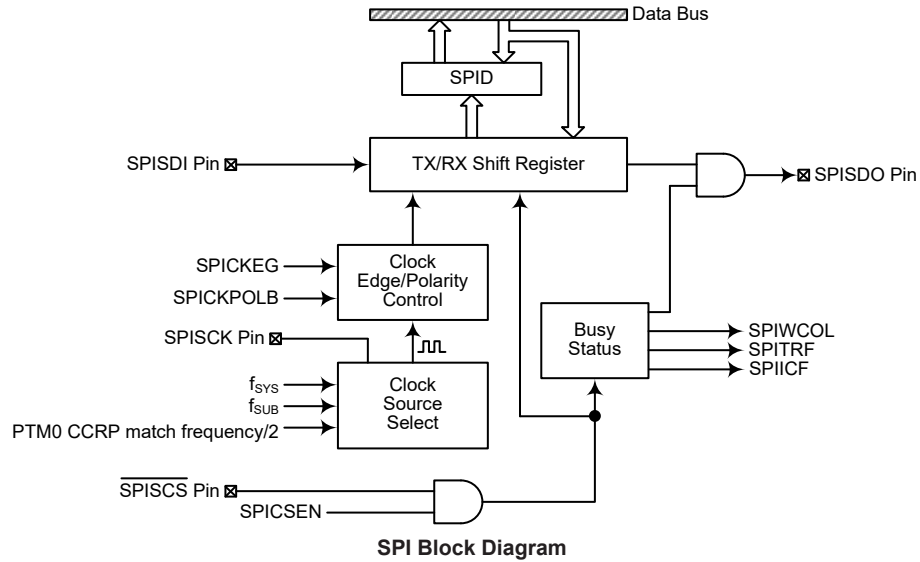 Data Bus
SPID
SPISDI Pin
TX/RX Shift Register
SPISDO Pin
SPICKEG
SPICKPOLB
Clock
Edge/Polarity
Control
SPISCK Pin
Busy
Status
SPIWCOL
SPITRF
SPIICF
fSYS
fSUB
PTM0 CCRP match frequency/2
Clock
Source
Select
S̅P̅I̅S̅C̅S̅ Pin
SPICSEN
SPI Block Diagram